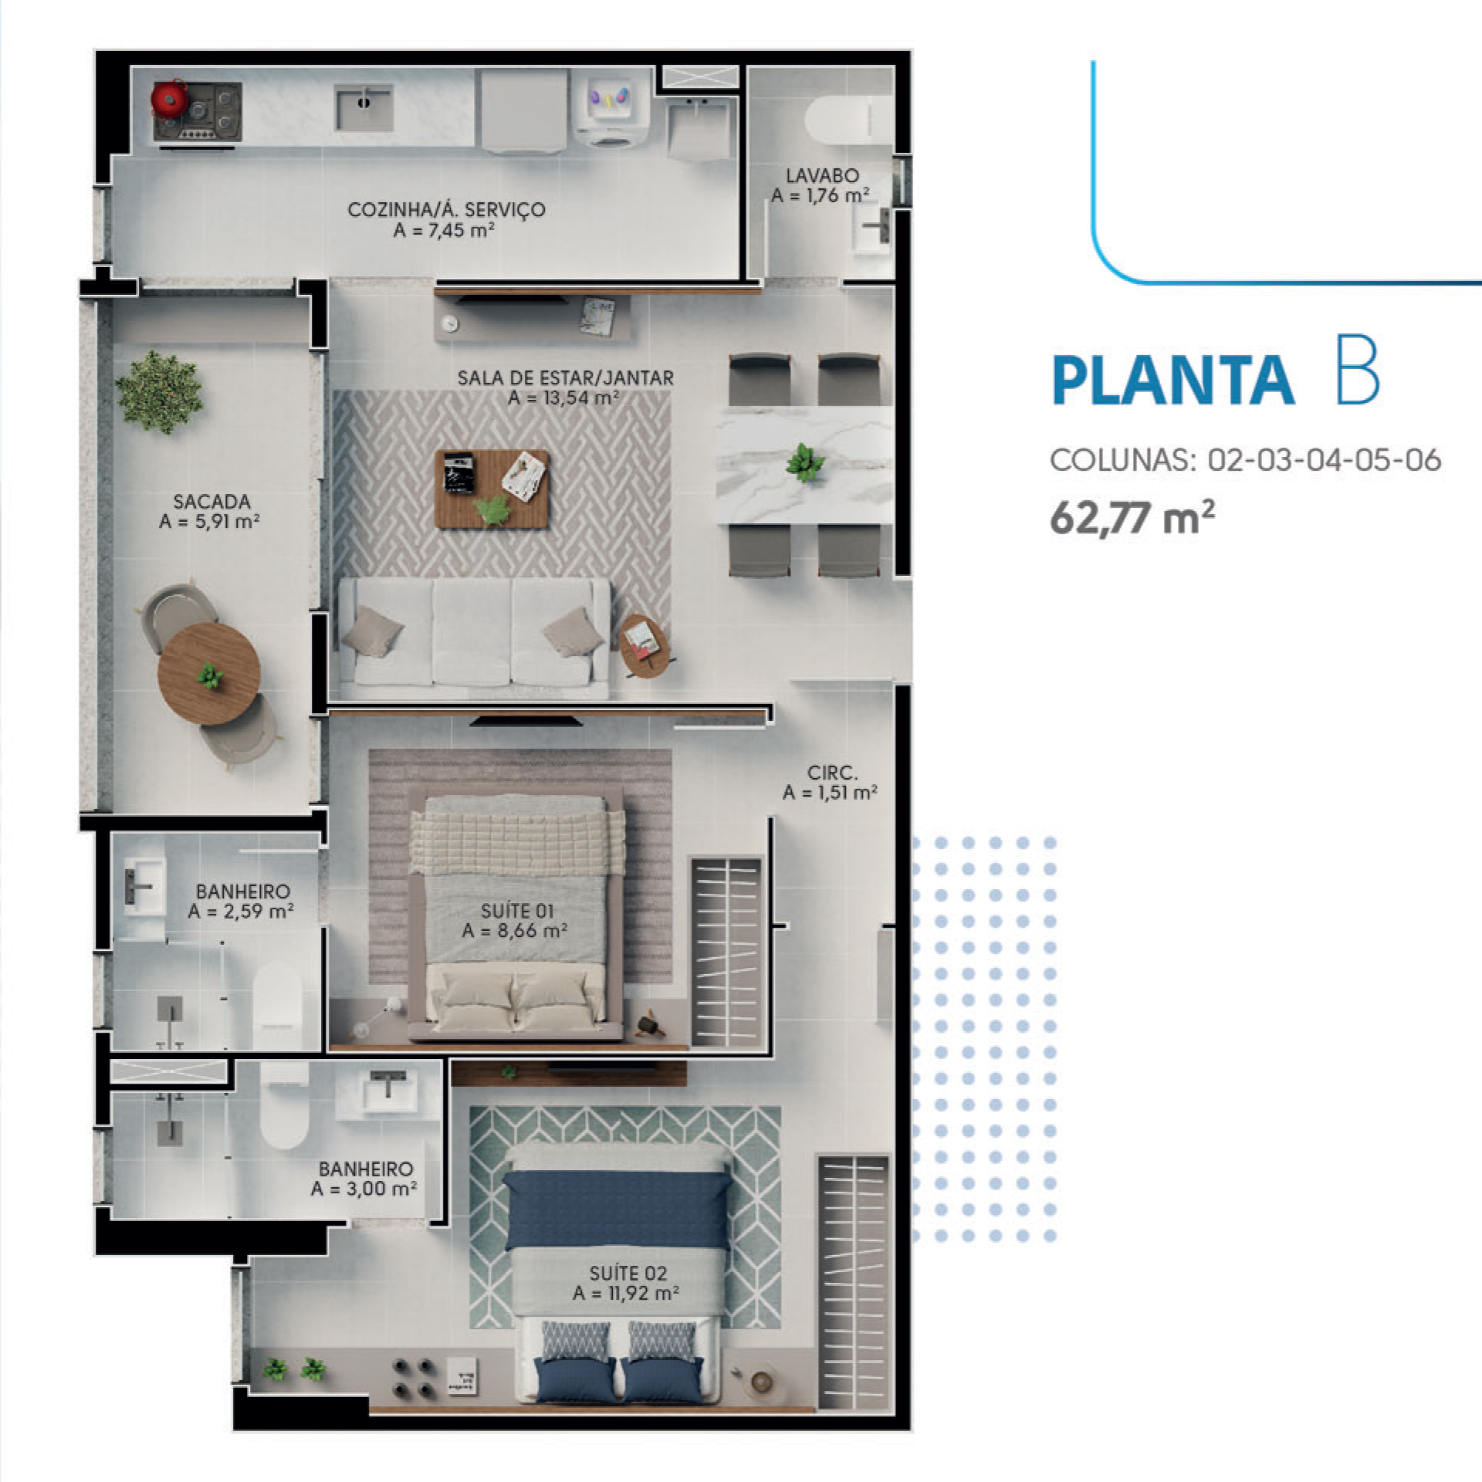 LAVABO
A = 1,76 m²
COZINHA/Á. SERVIÇO
A = 7,45 m²
SALA DE ESTAR/JANTAR
A = 13,54 m²
SACADA
A = 5,91 m²
CIRC.
A = 1,51 m²
BANHEIRO
A = 2,59 m²
SUÍTE 01
A = 8,66 m²
BANHEIRO
A = 3,00 m²
SUÍTE 02
A = 11,92 m²
PLANTA B
COLUNAS: 02-03-04-05-06
62,77 m²